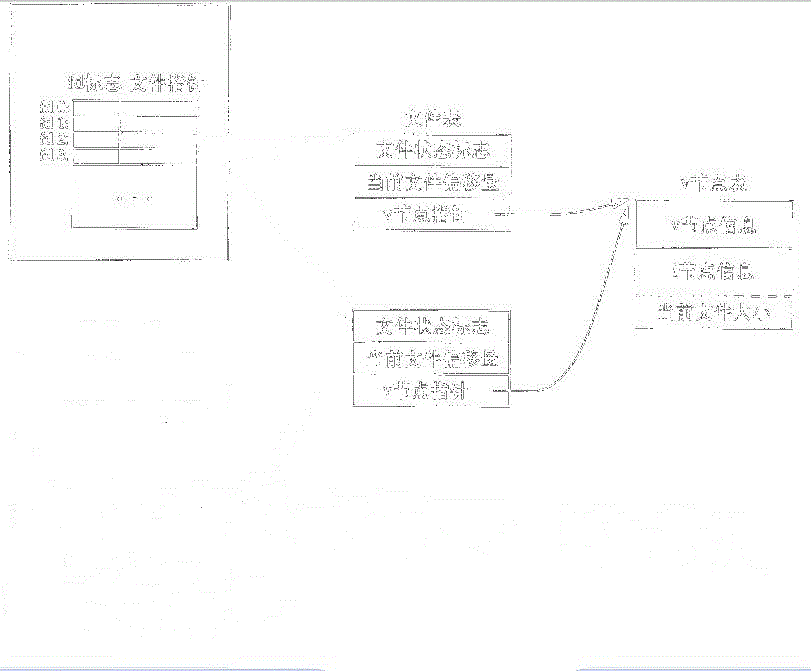 fd标志 文件指针
fd 0:
fd 1:
fd 2:
fd 3:
文件表
文件状态标志
当前文件偏移量
v节点指针
v节点表
v节点信息
i节点信息
当前文件大小
文件状态标志
当前文件偏移量
v节点指针